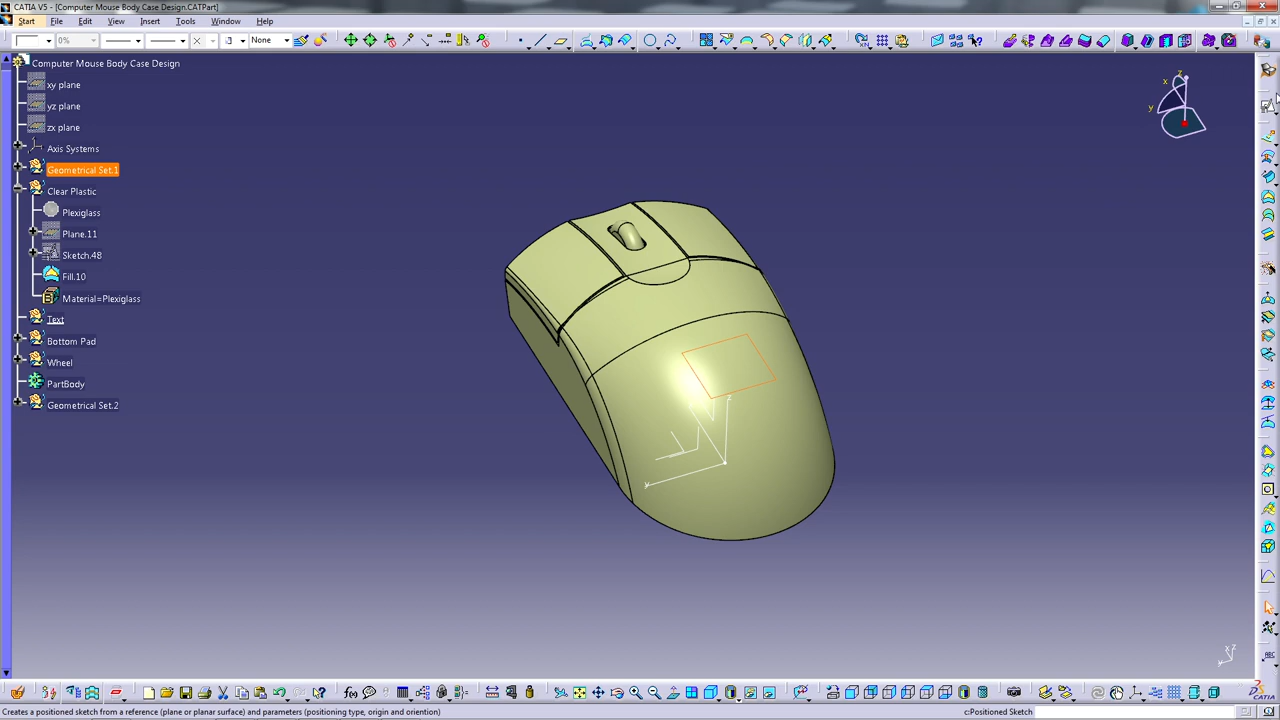 CATIA V5 - [Computer Mouse Body Case Design.CATPart]
Start File Edit View Insert Tools Window Help
0% None
Computer Mouse Body Case Design
xy plane
yz plane
zx plane
Axis Systems
Geometrical Set.1
Clear Plastic
Plexiglass
Plane.11
Sketch.48
Fill.10
Material=Plexiglass
Text
Bottom Pad
Wheel
PartBody
Geometrical Set.2
z
x
y
z
y
Creates a positioned sketch from a reference (plane or planar surface) and parameters (positioning type, origin and orientation) c:Positioned Sketch